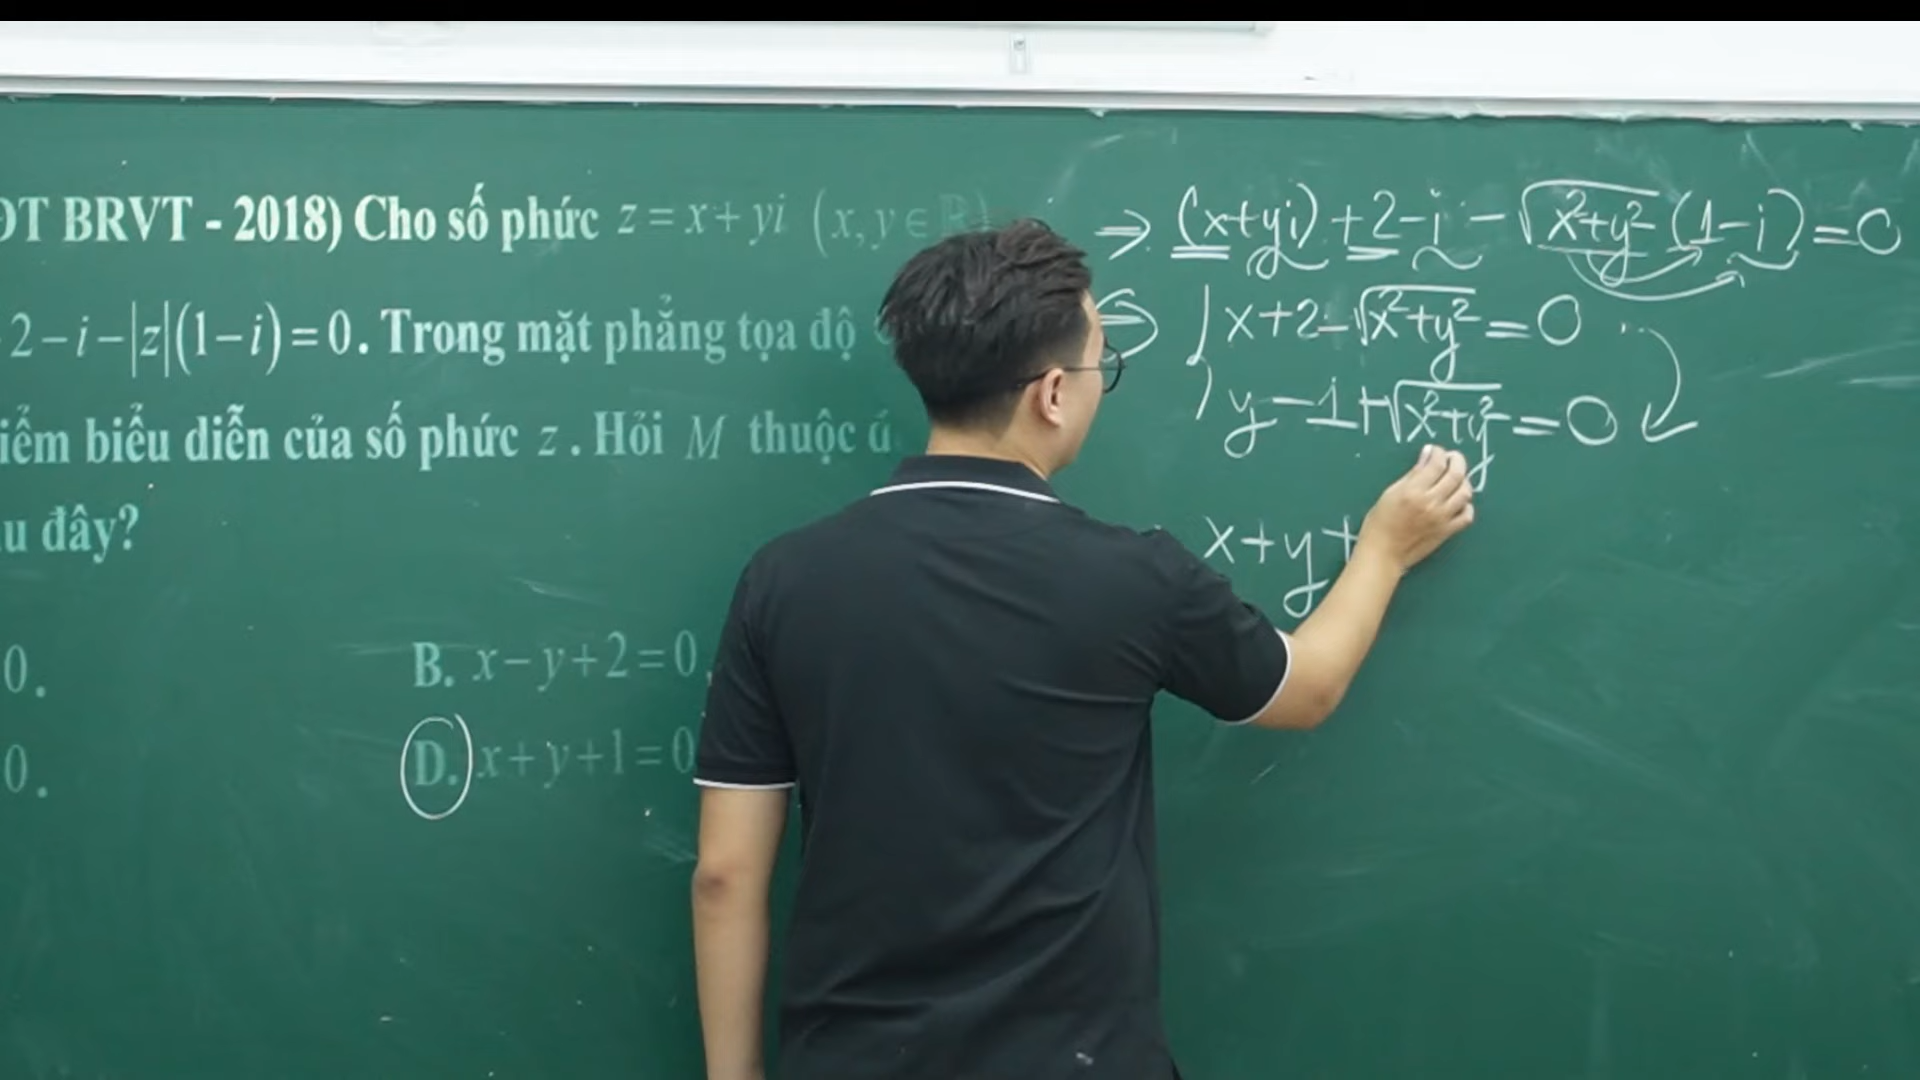 ĐT BRVT - 2018) Cho số phức z = x + yi (x, y ∈ ℝ)
2 - i - |z|(1 - i) = 0. Trong mặt phẳng tọa độ
iểm biểu diễn của số phức z. Hỏi M thuộc
u đây?
0.
B. x - y + 2 = 0.
0.
D. x + y + 1 = 0
⇒ (x+yi) + 2 - i - √(x²+y²) (1-i) = 0
⇔ { x + 2 - √(x²+y²) = 0
y - 1 + √(x²+y²) = 0
x + y +